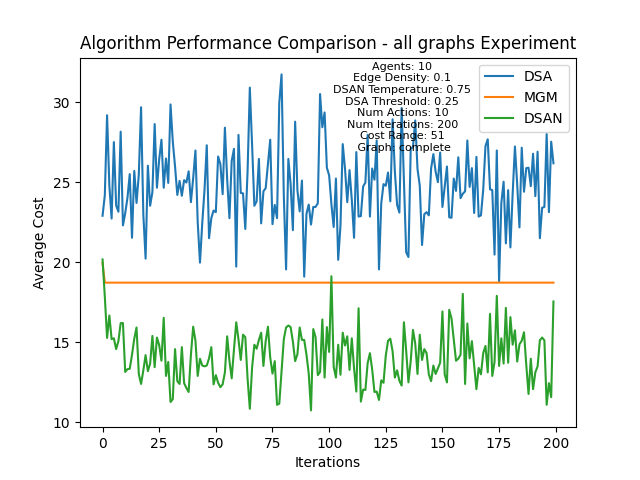 Algorithm Performance Comparison - all graphs Experiment
Agents: 10
Edge Density: 0.1
DSAN Temperature: 0.75
DSA Threshold: 0.25
Num Actions: 10
Num Iterations: 200
Cost Range: 51
Graph: complete
DSA
MGM
DSAN
Average Cost
30
25
20
15
10
0
25
50
75
100
125
150
175
200
Iterations